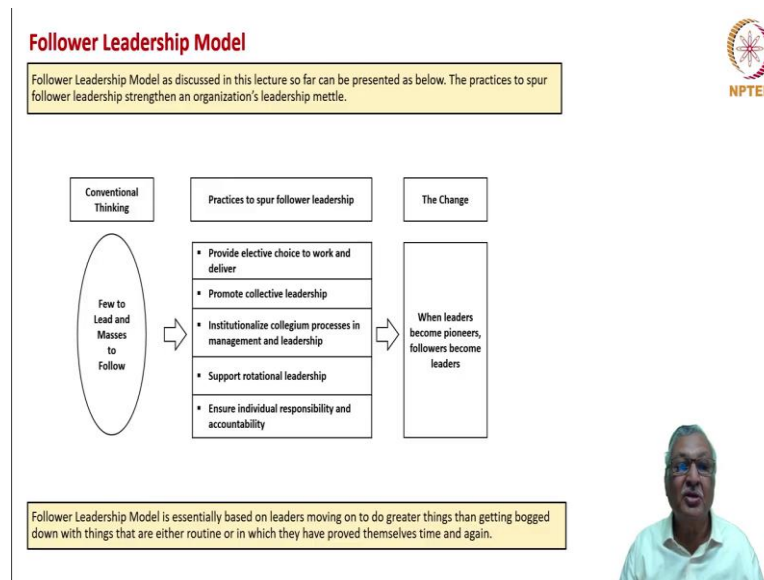 Follower Leadership Model
Follower Leadership Model as discussed in this lecture so far can be presented as below. The practices to spur
follower leadership strengthen an organization's leadership mettle.
NPTE
Conventional
Thinking
Practices to spur follower leadership
The Change
Few to
Lead and
Masses
to
Follow
▪ Provide elective choice to work and
deliver
▪ Promote collective leadership
▪ Institutionalize collegium processes in
management and leadership
▪ Support rotational leadership
▪ Ensure individual responsibility and
accountability
When leaders
become pioneers,
followers become
leaders
Follower Leadership Model is essentially based on leaders moving on to do greater things than getting bogged
down with things that are either routine or in which they have proved themselves time and again.